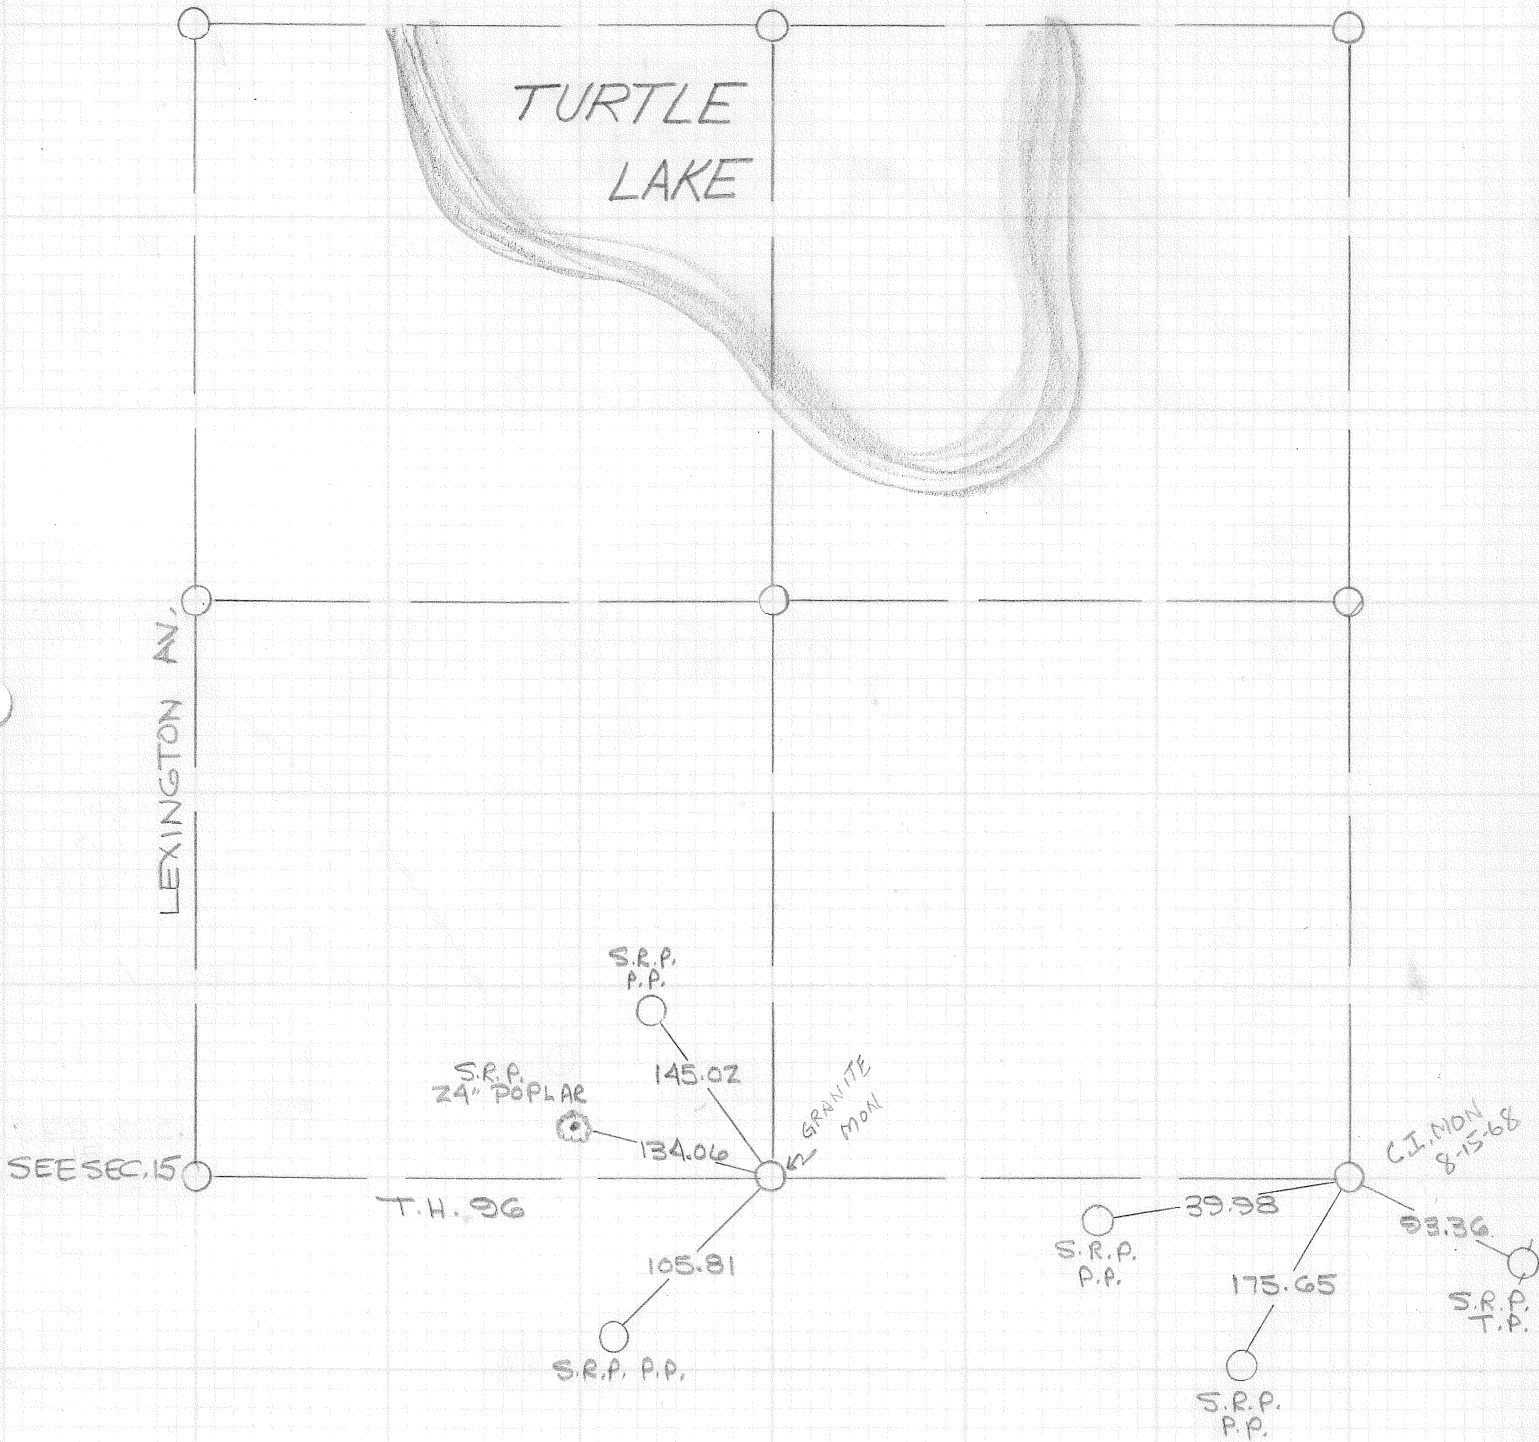 TURTLE
LAKE
LEXINGTON AV.
S.R.P.
P.P.
145.02
S.R.P.
24" POPLAR
134.06
GRANITE
MON
SEE SEC. 15
T.H. 96
105.81
S.R.P. P.P.
C.I. MON
8-15-68
39.98
S.R.P.
P.P.
93.36
S.R.P.
T.P.
175.65
S.R.P.
P.P.